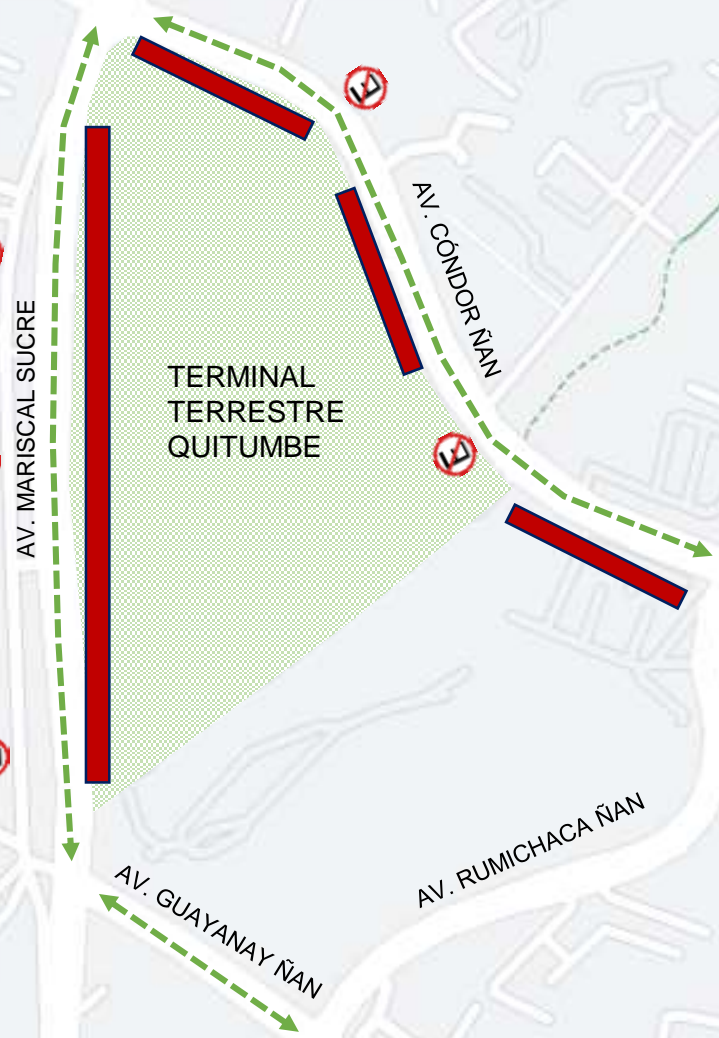 AV. CÓNDOR ÑAN
AV. MARISCAL SUCRE
TERMINAL
TERRESTRE
QUITUMBE
AV. RUMICHACA ÑAN
AV. GUAYANAY ÑAN